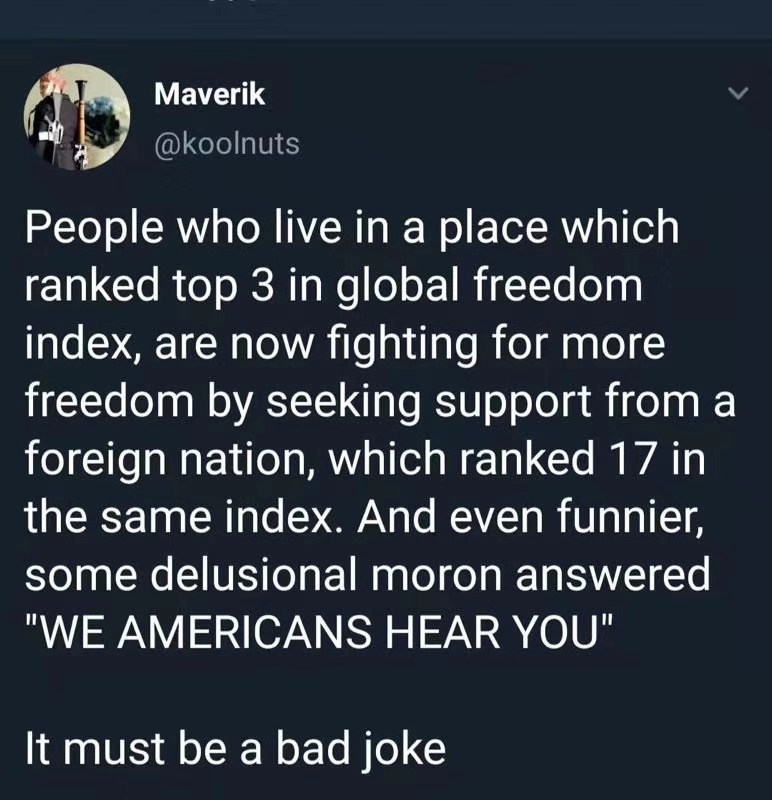 Maverik
@koolnuts
People who live in a place which
ranked top 3 in global freedom
index, are now fighting for more
freedom by seeking support from a
foreign nation, which ranked 17 in
the same index. And even funnier,
some delusional moron answered
"WE AMERICANS HEAR YOU"
It must be a bad joke